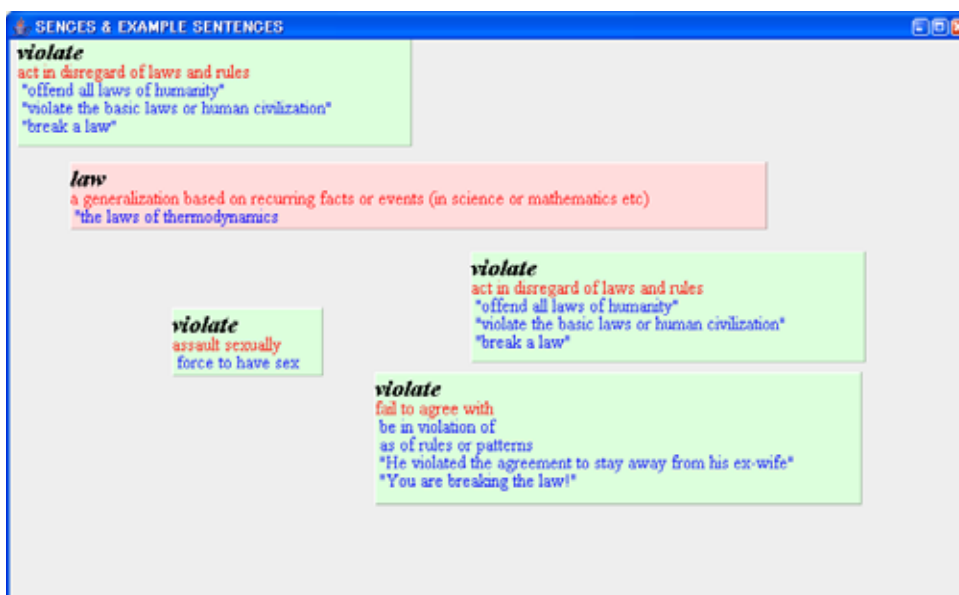 SENCES & EXAMPLE SENTENCES
violate
act in disregard of laws and rules
"offend all laws of humanity"
"violate the basic laws or human civilization"
"break a law"
law
a generalization based on recurring facts or events (in science or mathematics etc)
"the laws of thermodynamics
violate
act in disregard of laws and rules
"offend all laws of humanity"
"violate the basic laws or human civilization"
"break a law"
violate
assault sexually
force to have sex
violate
fail to agree with
be in violation of
as of rules or patterns
"He violated the agreement to stay away from his ex-wife"
"You are breaking the law!"